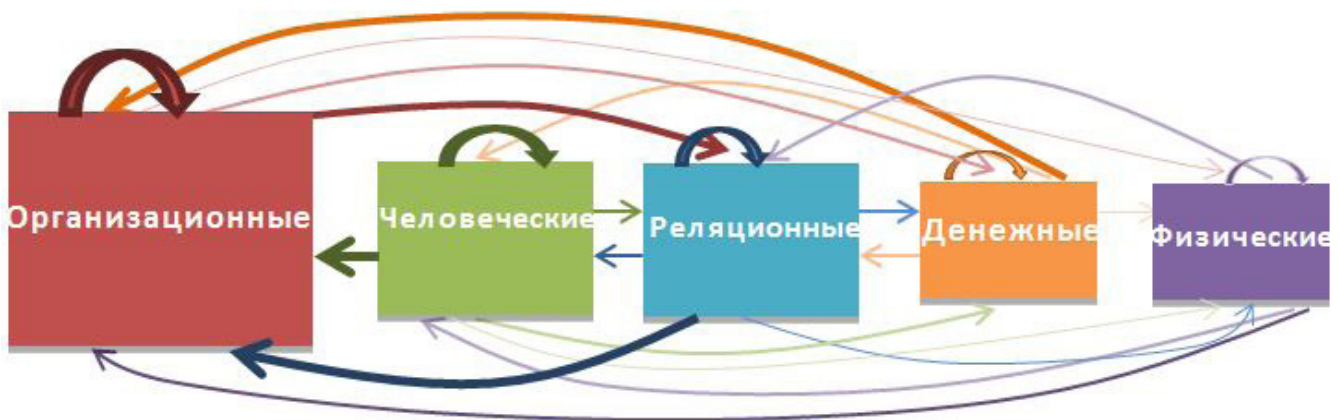 Организационные
Человеческие
Реляционные
Денежные
Физические